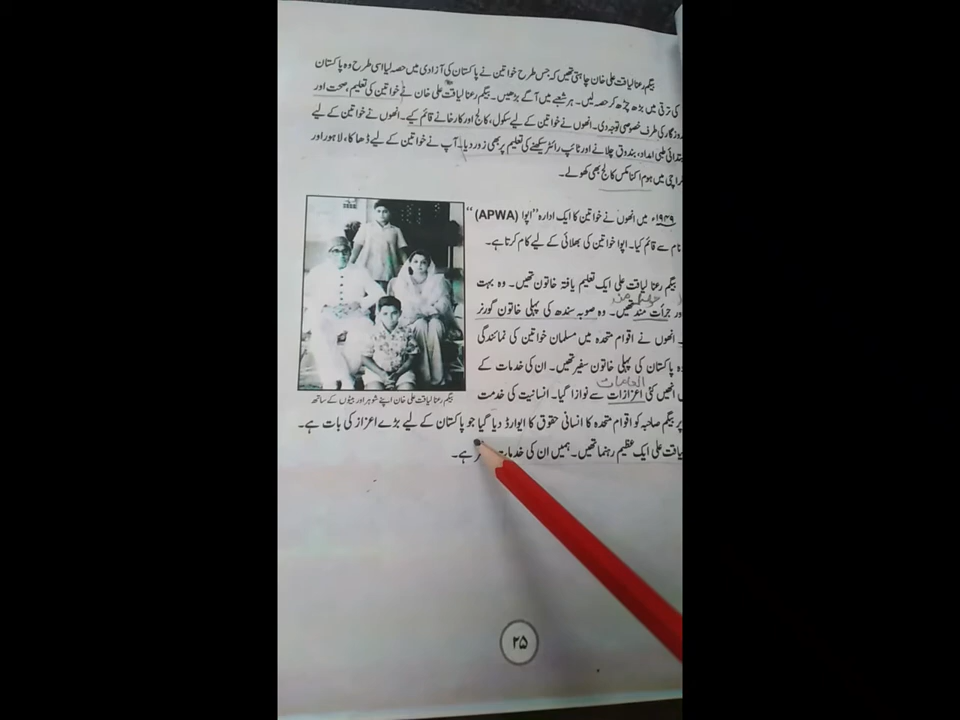 بیگم رعنا لیاقت علی خان چاہتی تھیں کہ جس طرح خواتین نے پاکستان کی آزادی میں حصہ لیا اسی طرح وہ پاکستان
کی ترقی میں بڑھ چڑھ کر حصہ لیں۔ ہر شعبے میں آگے بڑھیں۔ بیگم رعنا لیاقت علی خان نے خواتین کی تعلیم، صحت اور
روزگار کی طرف خصوصی توجہ دی۔ انھوں نے خواتین کے لیے سکول، کالج اور کارخانے قائم کیے۔ انھوں نے خواتین کے لیے
بتدائی طبی امداد، بندوق چلانے اور ٹائپ رائٹر سیکھنے کی تعلیم پر بھی زور دیا۔ آپ نے خواتین کے لیے ڈھاکا، لاہور اور
کراچی میں ہوم اکنامکس کالج بھی کھولے۔
۱۹۴۹ء میں انھوں نے خواتین کا ایک ادارہ "اپوا (APWA)"
نام سے قائم کیا۔ اپوا خواتین کی بھلائی کے لیے کام کرتا ہے۔
بیگم رعنا لیاقت علی ایک تعلیم یافتہ خاتون تھیں۔ وہ بہت
اور جرأت مند تھیں۔ وہ صوبہ سندھ کی پہلی خاتون گورنر
۔ انھوں نے اقوام متحدہ میں مسلمان خواتین کی نمائندگی
وہ پاکستان کی پہلی خاتون سفیر تھیں۔ ان کی خدمات کے
انعامات
انھیں کئی اعزازات سے نوازا گیا۔ انسانیت کی خدمت
بیگم رعنا لیاقت علی خان اپنے شوہر اور بیٹوں کے ساتھ
پر بیگم صاحبہ کو اقوام متحدہ کا انسانی حقوق کا ایوارڈ دیا گیا جو پاکستان کے لیے بڑے اعزاز کی بات ہے۔
لیاقت علی ایک عظیم رہنما تھیں۔ ہمیں ان کی خدمات ہے۔
۲۵